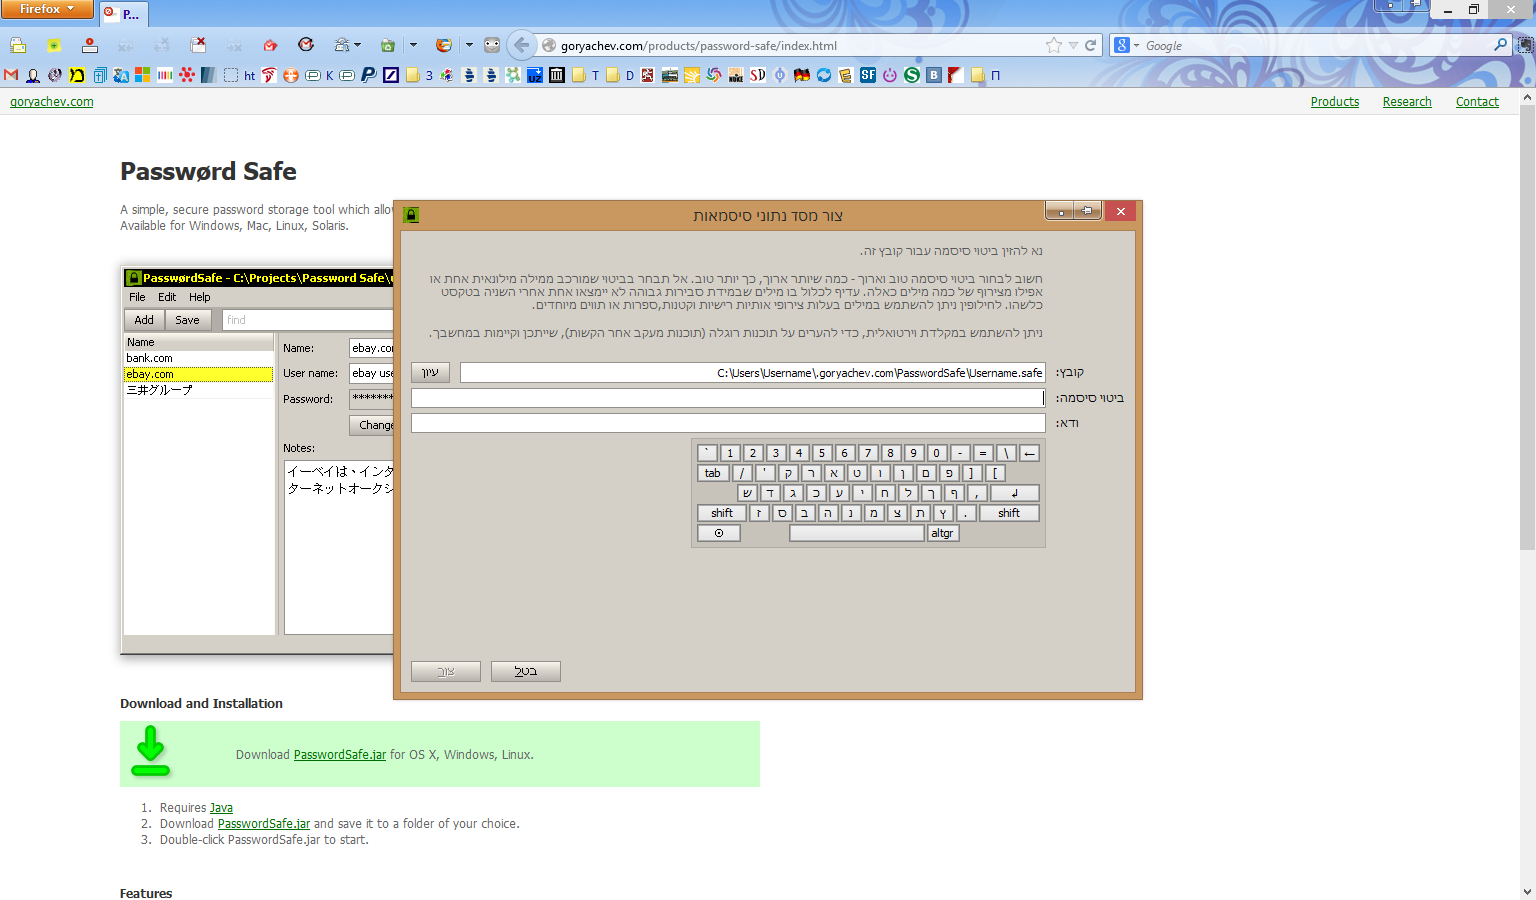 Firefox
P...
goryachev.com/products/password-safe/index.html
Google
ht
3
K
T
D
SD
SF
S
B
П
goryachev.com
Products
Research
Contact
Passwørd Safe
A simple, secure password storage tool which allo
Available for Windows, Mac, Linux, Solaris.
PasswørdSafe - C:\Projects\Password Safe\
File Edit Help
Add Save find
Name
bank.com
ebay.com
三井グループ
Name: ebay.co
User name: ebay use
Password: *******
Change
Notes:
イーベイは、インタ
ターネットオークシ
צור מסד נתוני סיסמאות
נא להזין ביטוי סיסמה עבור קובץ זה.
חשוב לבחור ביטוי סיסמה טוב וארוך - כמה שיותר ארוך, כך יותר טוב. אל תבחר בביטוי שמורכב ממילה מילונאית אחת או
אפילו מצירוף של כמה מילים כאלה. עדיף לכלול בו מילים שבמידת סבירות גבוהה לא יימצאו אחת אחרי השניה בטקסט
כלשהו. לחילופין ניתן להשתמש במילים בעלות צירופי אותיות רישיות וקטנות,ספרות או תווים מיוחדים.
ניתן להשתמש במקלדת וירטואלית, כדי להערים על תוכנות רוגלה (תוכנות מעקב אחר הקשות), שייתכן וקיימות במחשבך.
קובץ: C:\Users\Username\.goryachev.com\PasswordSafe\Username.safe עיון
ביטוי סיסמה:
ודא:
` 1 2 3 4 5 6 7 8 9 0 - = \ ←
tab / ' ק ר א ט ו ן ם פ ] [
ש ד ג כ ע י ח ל ך ף , ↲
shift ז ס ב ה נ מ צ ת ץ . shift
⊙ altgr
צור בטל
Download and Installation
Download PasswordSafe.jar for OS X, Windows, Linux.
1. Requires Java
2. Download PasswordSafe.jar and save it to a folder of your choice.
3. Double-click PasswordSafe.jar to start.
Features